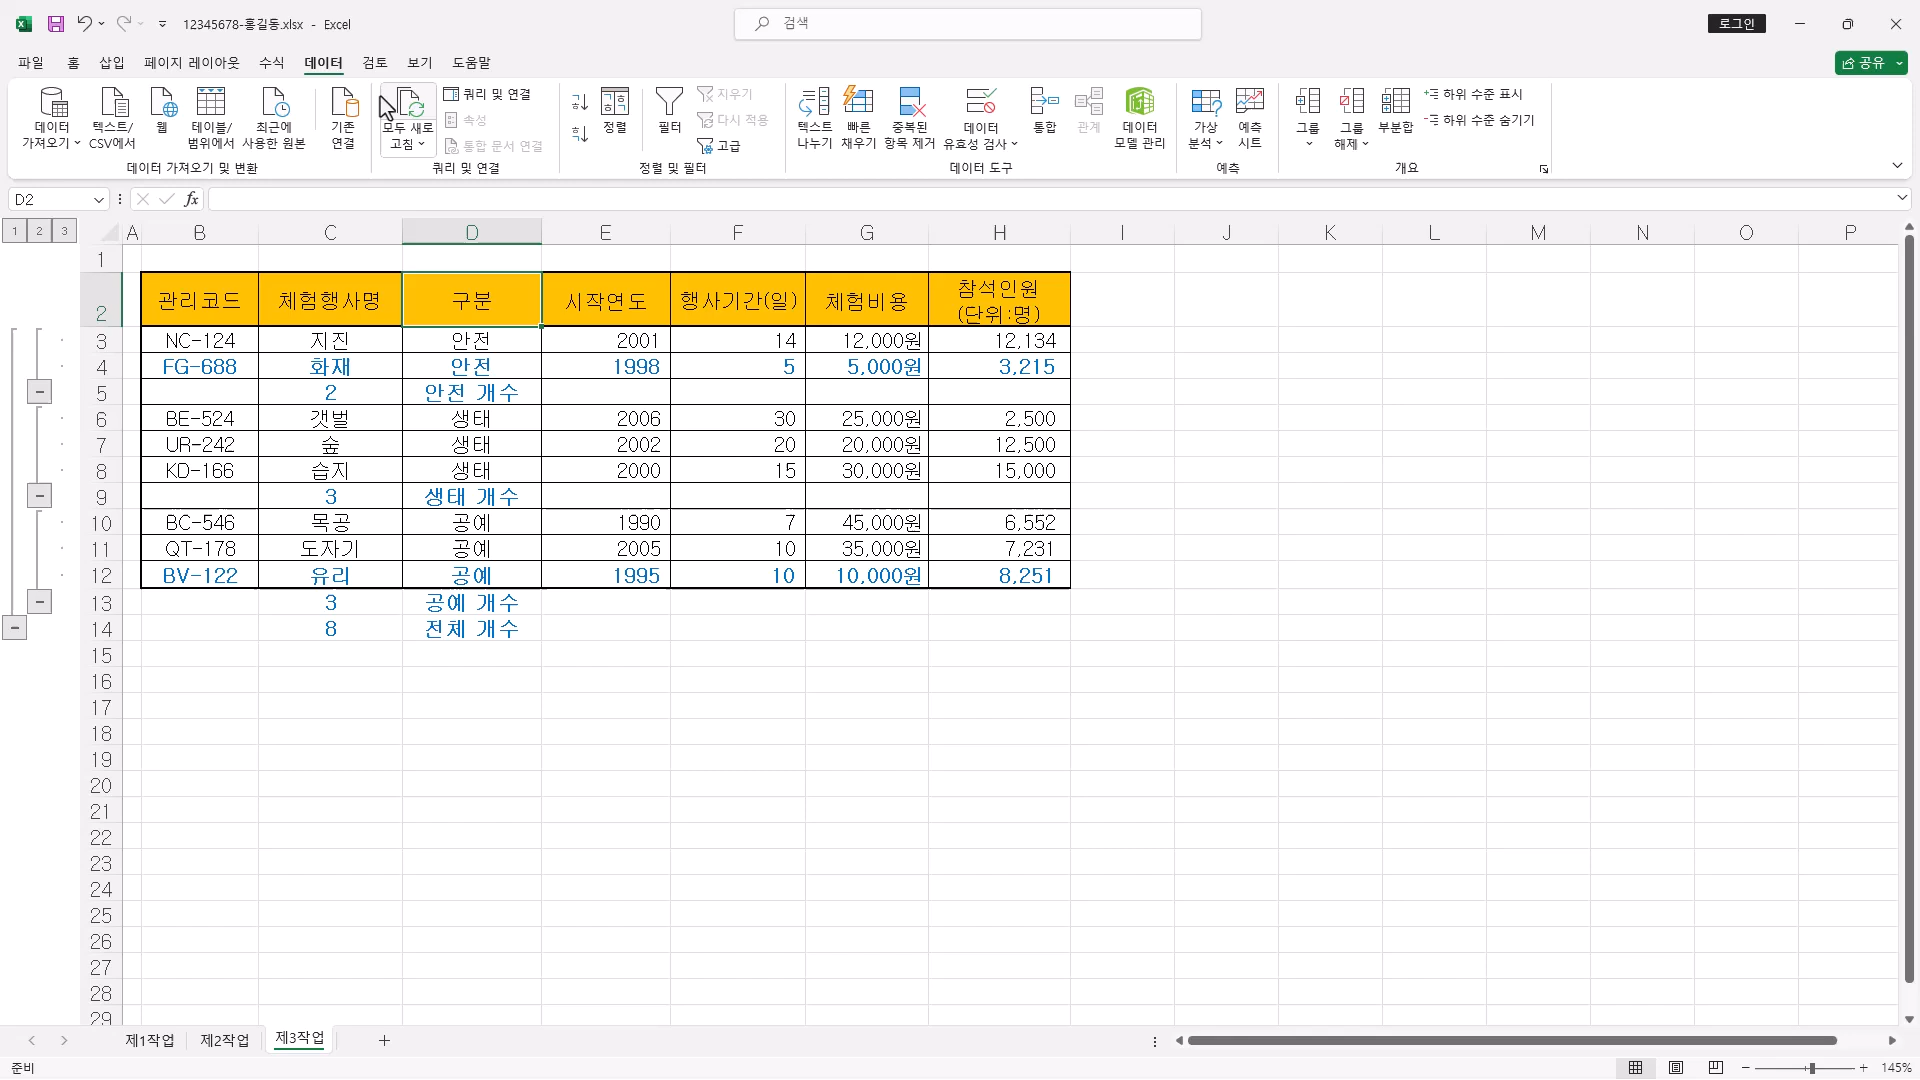 12345678-홍길동.xlsx - Excel
검색
로그인
파일 홈 삽입 페이지 레이아웃 수식 데이터 검토 보기 도움말
공유
데이터 가져오기
텍스트/CSV에서
웹
테이블/범위에서
최근에 사용한 원본
기존 연결
데이터 가져오기 및 변환
모두 새로 고침
쿼리 및 연결
속성
통합 문서 연결
쿼리 및 연결
정렬
필터
지우기
다시 적용
고급
정렬 및 필터
텍스트 나누기
빠른 채우기
중복된 항목 제거
데이터 유효성 검사
통합
관계
데이터 모델 관리
데이터 도구
가상 분석
예측 시트
예측
그룹
그룹 해제
부분합
하위 수준 표시
하위 수준 숨기기
개요
D2 fx
1 2 3
A B C D E F G H I J K L M N O P
1
2 관리코드 체험행사명 구분 시작연도 행사기간(일) 체험비용 참석인원
(단위:명)
3 NC-124 지진 안전 2001 14 12,000원 12,134
4 FG-688 화재 안전 1998 5 5,000원 3,215
5 2 안전 개수
6 BE-524 갯벌 생태 2006 30 25,000원 2,500
7 UR-242 숲 생태 2002 20 20,000원 12,500
8 KD-166 습지 생태 2000 15 30,000원 15,000
9 3 생태 개수
10 BC-546 목공 공예 1990 7 45,000원 6,552
11 QT-178 도자기 공예 2005 10 35,000원 7,231
12 BV-122 유리 공예 1995 10 10,000원 8,251
13 3 공예 개수
14 8 전체 개수
15
16
17
18
19
20
21
22
23
24
25
26
27
28
29
제1작업 제2작업 제3작업
준비
145%